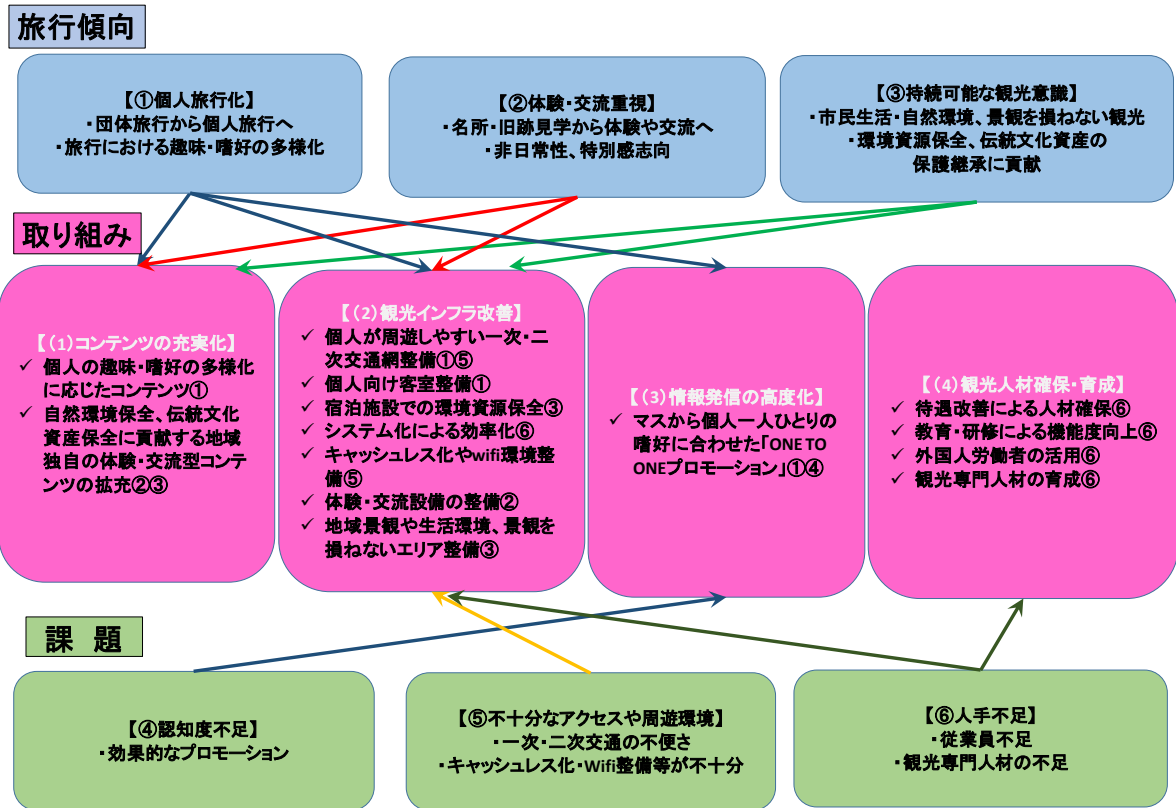 旅行傾向
【①個人旅行化】
・団体旅行から個人旅行へ
・旅行における趣味・嗜好の多様化
【②体験・交流重視】
・名所・旧跡見学から体験や交流へ
・非日常性、特別感志向
【③持続可能な観光意識】
・市民生活・自然環境、景観を損ねない観光
・環境資源保全、伝統文化資産の
保護継承に貢献
取り組み
【(1)コンテンツの充実化】
✓ 個人の趣味・嗜好の多様化
に応じたコンテンツ①
✓ 自然環境保全、伝統文化
資産保全に貢献する地域
独自の体験・交流型コンテ
ンツの拡充②③
【(2)観光インフラ改善】
✓ 個人が周遊しやすい一次・二
次交通網整備①⑤
✓ 個人向け客室整備①
✓ 宿泊施設での環境資源保全③
✓ システム化による効率化⑥
✓ キャッシュレス化やwifi環境整
備⑤
✓ 体験・交流設備の整備②
✓ 地域景観や生活環境、景観を
損ねないエリア整備③
【(3)情報発信の高度化】
✓ マスから個人一人ひとりの
嗜好に合わせた「ONE TO
ONEプロモーション」①④
【(4)観光人材確保・育成】
✓ 待遇改善による人材確保⑥
✓ 教育・研修による機能度向上⑥
✓ 外国人労働者の活用⑥
✓ 観光専門人材の育成⑥
課 題
【④認知度不足】
・効果的なプロモーション
【⑤不十分なアクセスや周遊環境】
・一次・二次交通の不便さ
・キャッシュレス化・Wifi整備等が不十分
【⑥人手不足】
・従業員不足
・観光専門人材の不足